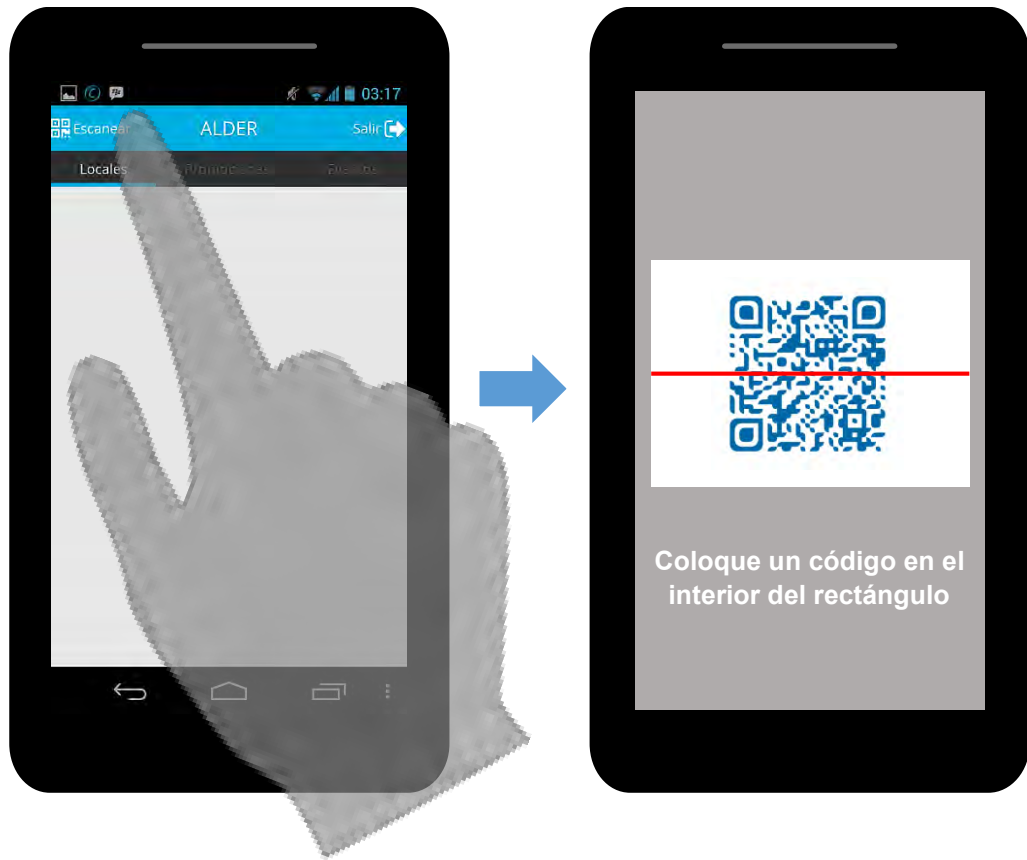 03:17
Escanear ALDER Salir
Locales
Coloque un código en el
interior del rectángulo